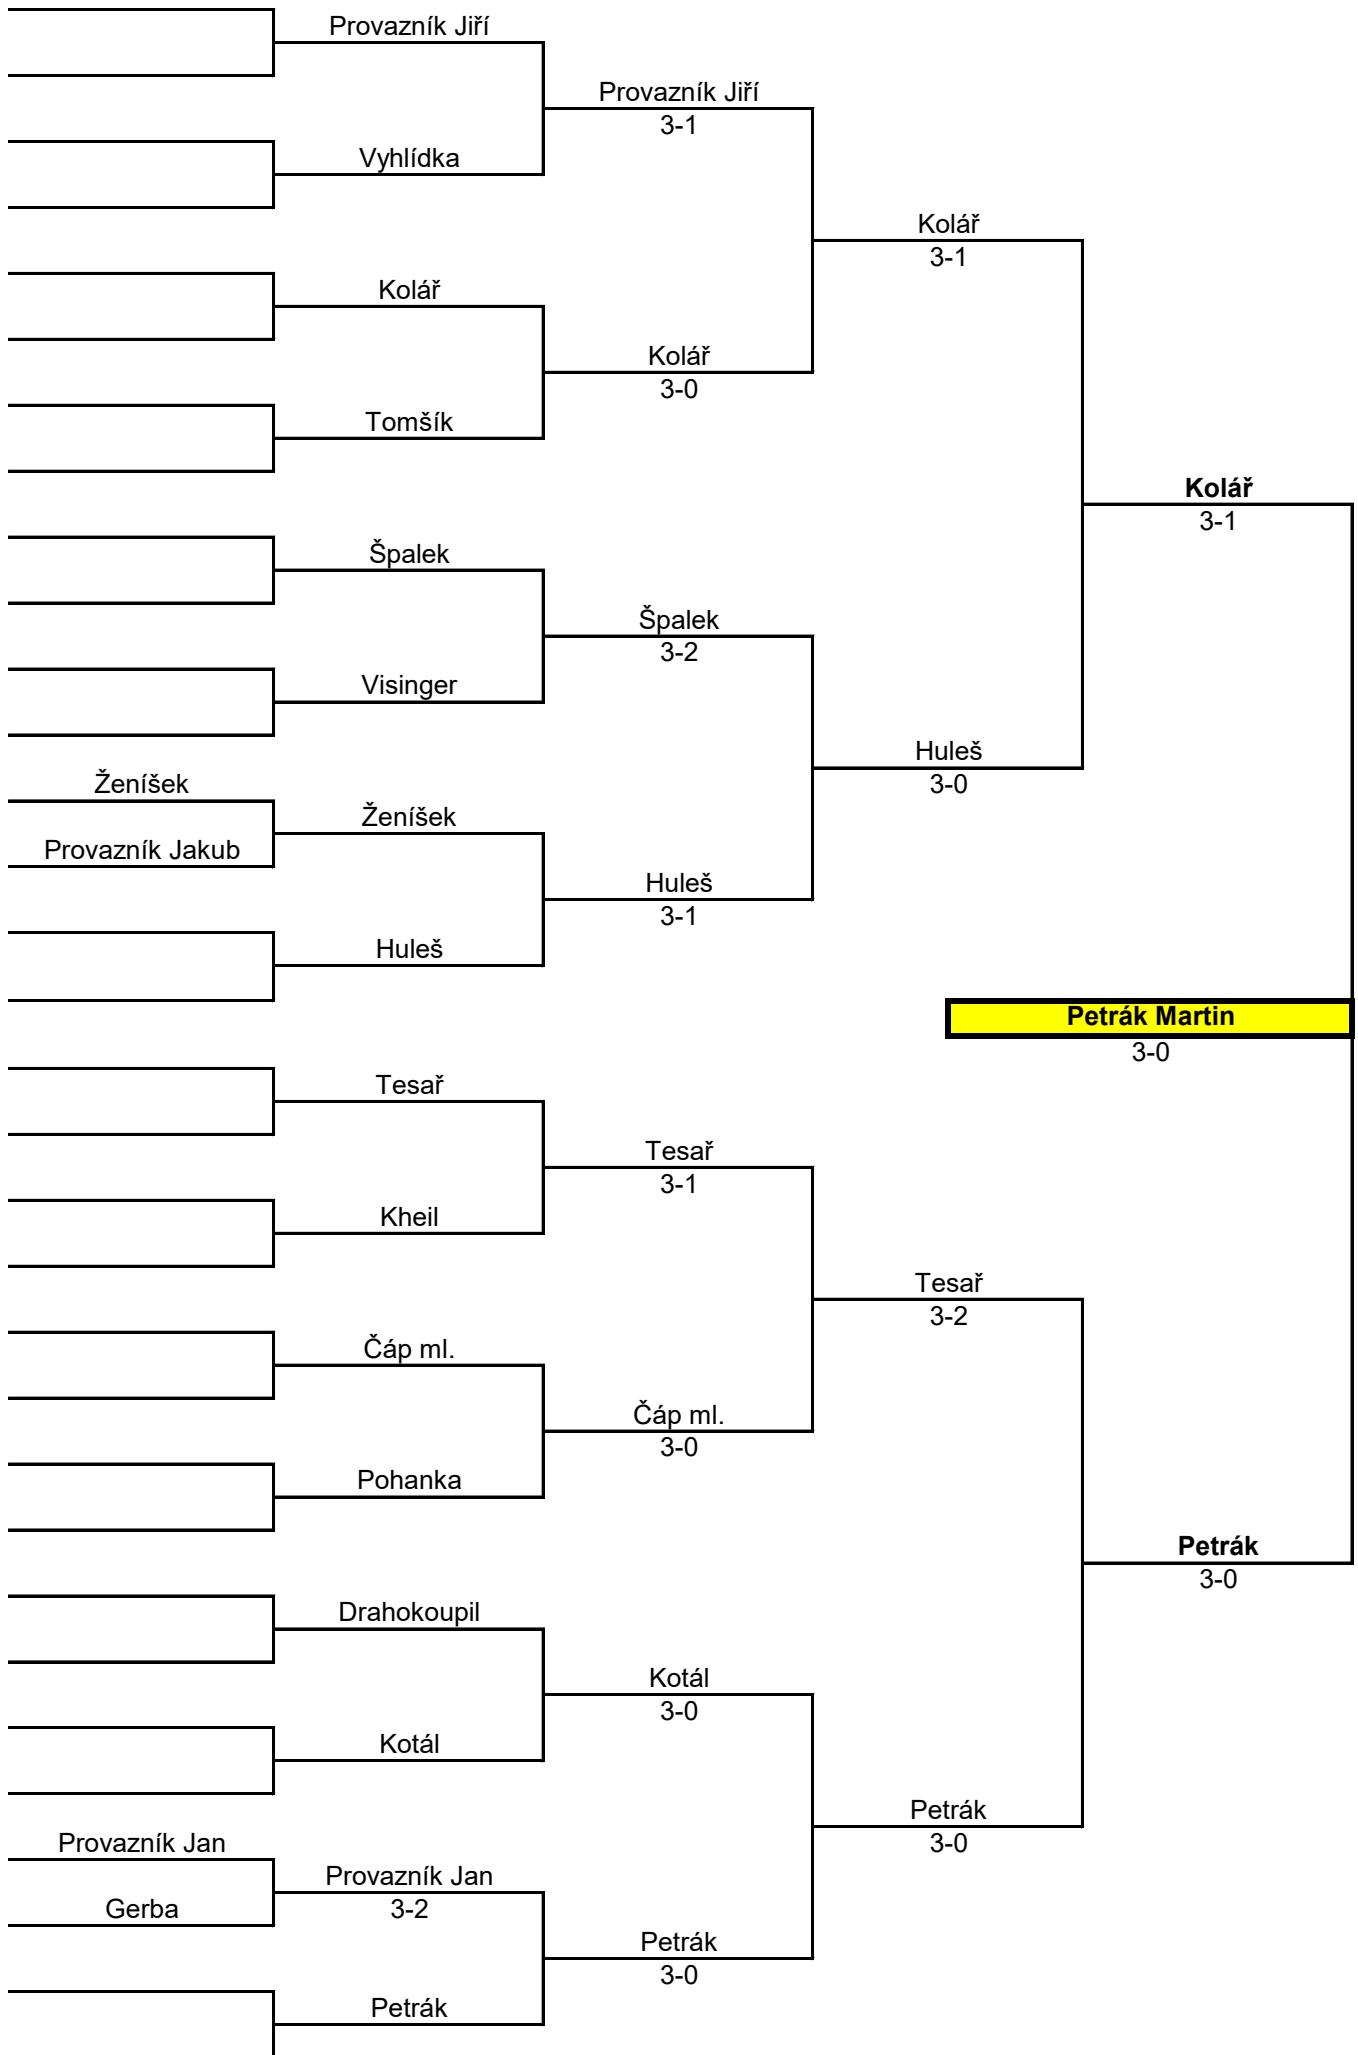 Provazník Jiří
Provazník Jiří
3-1
Vyhlídka
Kolář
3-1
Kolář
Kolář
3-0
Tomšík
Kolář
3-1
Špalek
Špalek
3-2
Visinger
Huleš
3-0
Ženíšek
Ženíšek
Provazník Jakub
Huleš
3-1
Huleš
Petrák Martin
3-0
Tesař
Tesař
3-1
Kheil
Tesař
3-2
Čáp ml.
Čáp ml.
3-0
Pohanka
Petrák
3-0
Drahokoupil
Kotál
3-0
Kotál
Petrák
3-0
Provazník Jan
Provazník Jan
3-2
Gerba
Petrák
3-0
Petrák